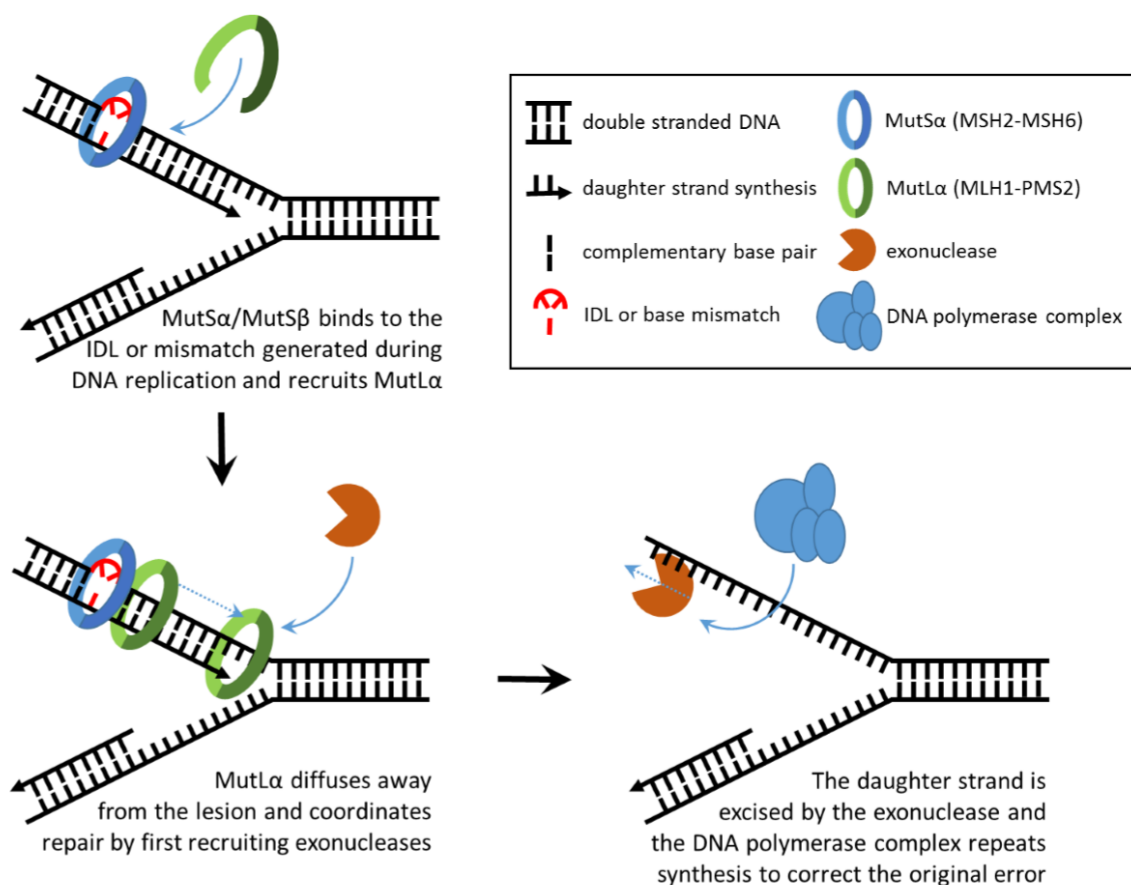 double stranded DNA
MutSα (MSH2-MSH6)
daughter strand synthesis
MutLα (MLH1-PMS2)
complementary base pair
exonuclease
IDL or base mismatch
DNA polymerase complex
MutSα/MutSβ binds to the
IDL or mismatch generated during
DNA replication and recruits MutLα
MutLα diffuses away
from the lesion and coordinates
repair by first recruiting exonucleases
The daughter strand is
excised by the exonuclease and
the DNA polymerase complex repeats
synthesis to correct the original error